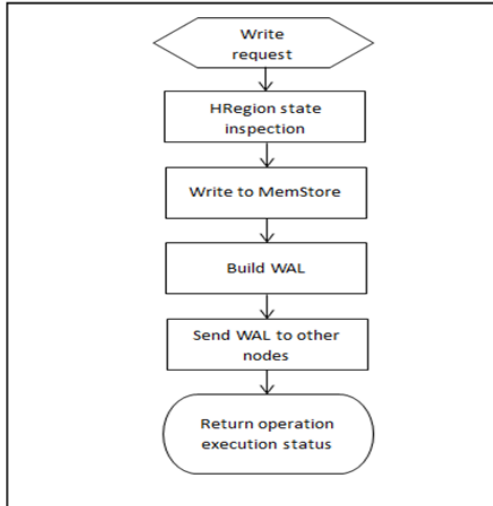 Write
request
HRegion state
inspection
Write to MemStore
Build WAL
Send WAL to other
nodes
Return operation
execution status